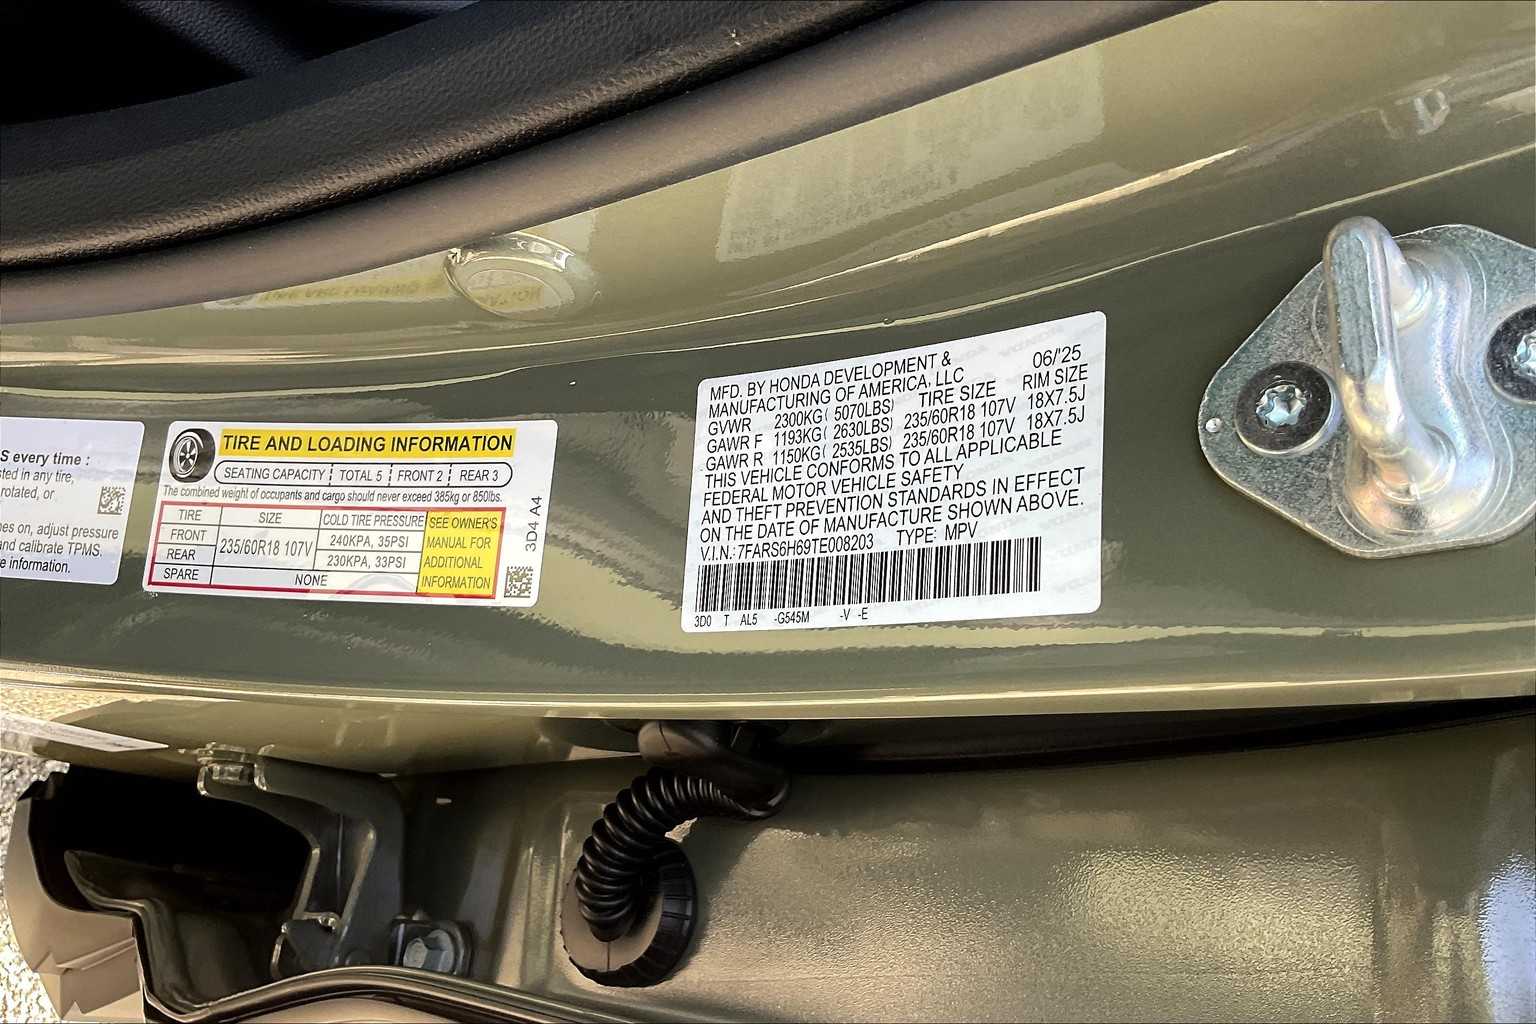 S every time :
sted in any tire,
rotated, or
nes on, adjust pressure
and calibrate TPMS.
e information.
TIRE AND LOADING INFORMATION
SEATING CAPACITY TOTAL 5 FRONT 2 REAR 3
The combined weight of occupants and cargo should never exceed 385kg or 850lbs.
TIRE SIZE COLD TIRE PRESSURE SEE OWNER'S
FRONT 235/60R18 107V 240KPA, 35PSI MANUAL FOR
REAR 230KPA, 33PSI ADDITIONAL
SPARE NONE INFORMATION
3D4 A4
MFD. BY HONDA DEVELOPMENT & 06/'25
MANUFACTURING OF AMERICA, LLC
GVWR 2300KG( 5070LBS) TIRE SIZE RIM SIZE
GAWR F 1193KG( 2630LBS) 235/60R18 107V 18X7.5J
GAWR R 1150KG( 2535LBS) 235/60R18 107V 18X7.5J
THIS VEHICLE CONFORMS TO ALL APPLICABLE
FEDERAL MOTOR VEHICLE SAFETY
AND THEFT PREVENTION STANDARDS IN EFFECT
ON THE DATE OF MANUFACTURE SHOWN ABOVE.
V.I.N.:7FARS6H69TE008203 TYPE: MPV
3D0 T AL5 -G545M -V -E